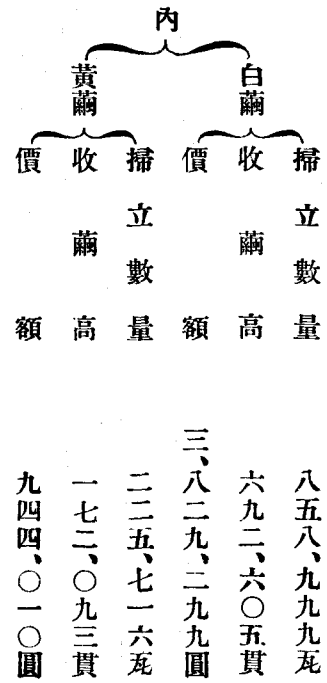 內
白繭
掃立數量 八五八、九九九瓦
收繭高 六九二、六〇五貫
價額 三、八二九、二九九圓
黃繭
掃立數量 二二五、七一六瓦
收繭高 一七二、〇九三貫
價額 九四四、〇一〇圓